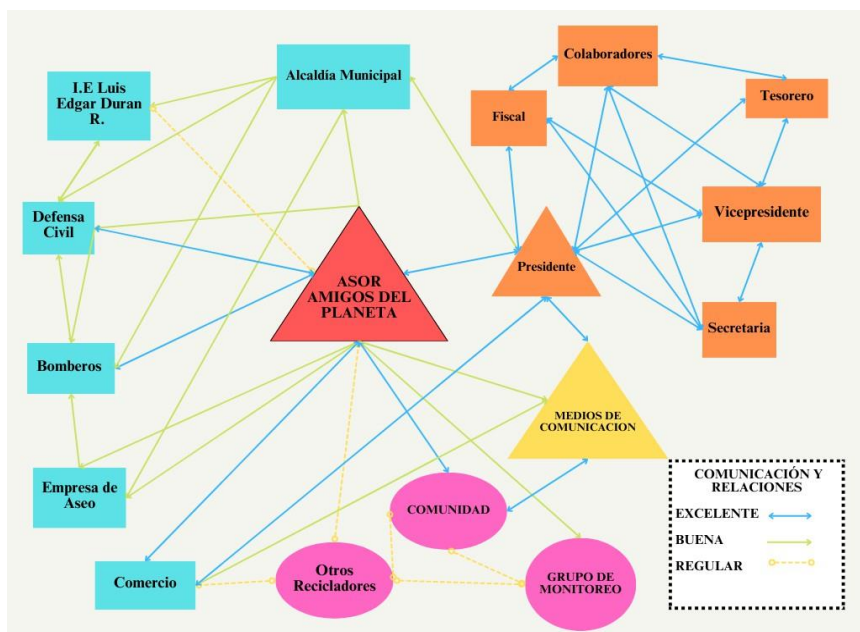 Colaboradores
I.E Luis
Edgar Duran
R.
Alcaldía Municipal
Tesorero
Fiscal
Defensa
Civil
Vicepresidente
Presidente
ASOR
AMIGOS DEL
PLANETA
Secretaria
Bomberos
MEDIOS DE
COMUNICACION
Empresa de
Aseo
COMUNIDAD
COMUNICACIÓN Y
RELACIONES
EXCELENTE
BUENA
REGULAR
Comercio
Otros
Recicladores
GRUPO DE
MONITOREO